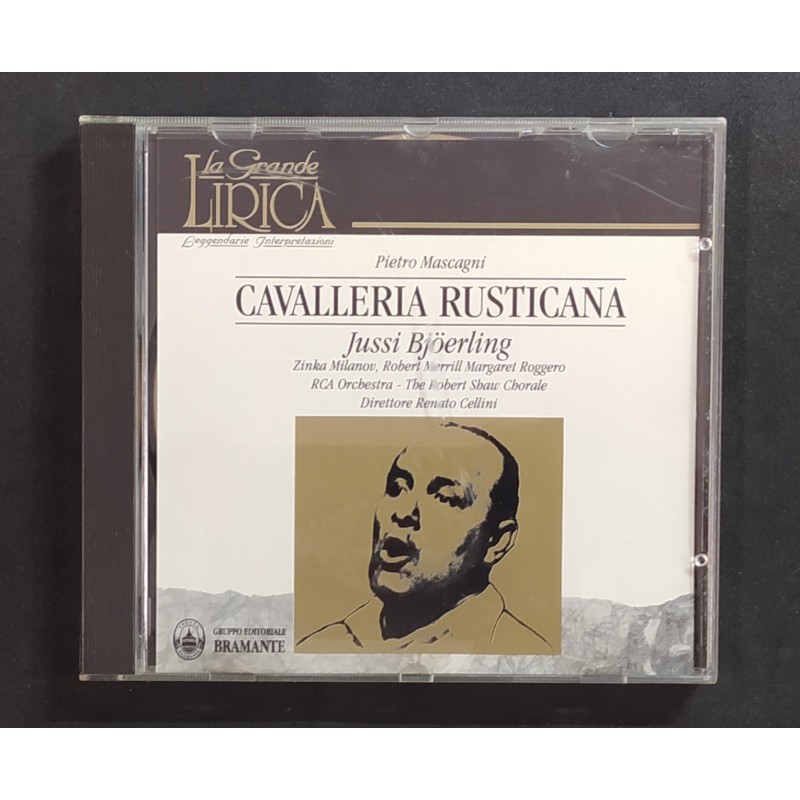 la Grande
LIRICA
Leggendarie Interpretazioni
Pietro Mascagni
CAVALLERIA RUSTICANA
Jussi Bjöerling
Zinka Milanov, Robert Merrill Margaret Roggero
RCA Orchestra - The Robert Shaw Chorale
Direttore Renato Cellini
GRUPPO EDITORIALE
BRAMANTE